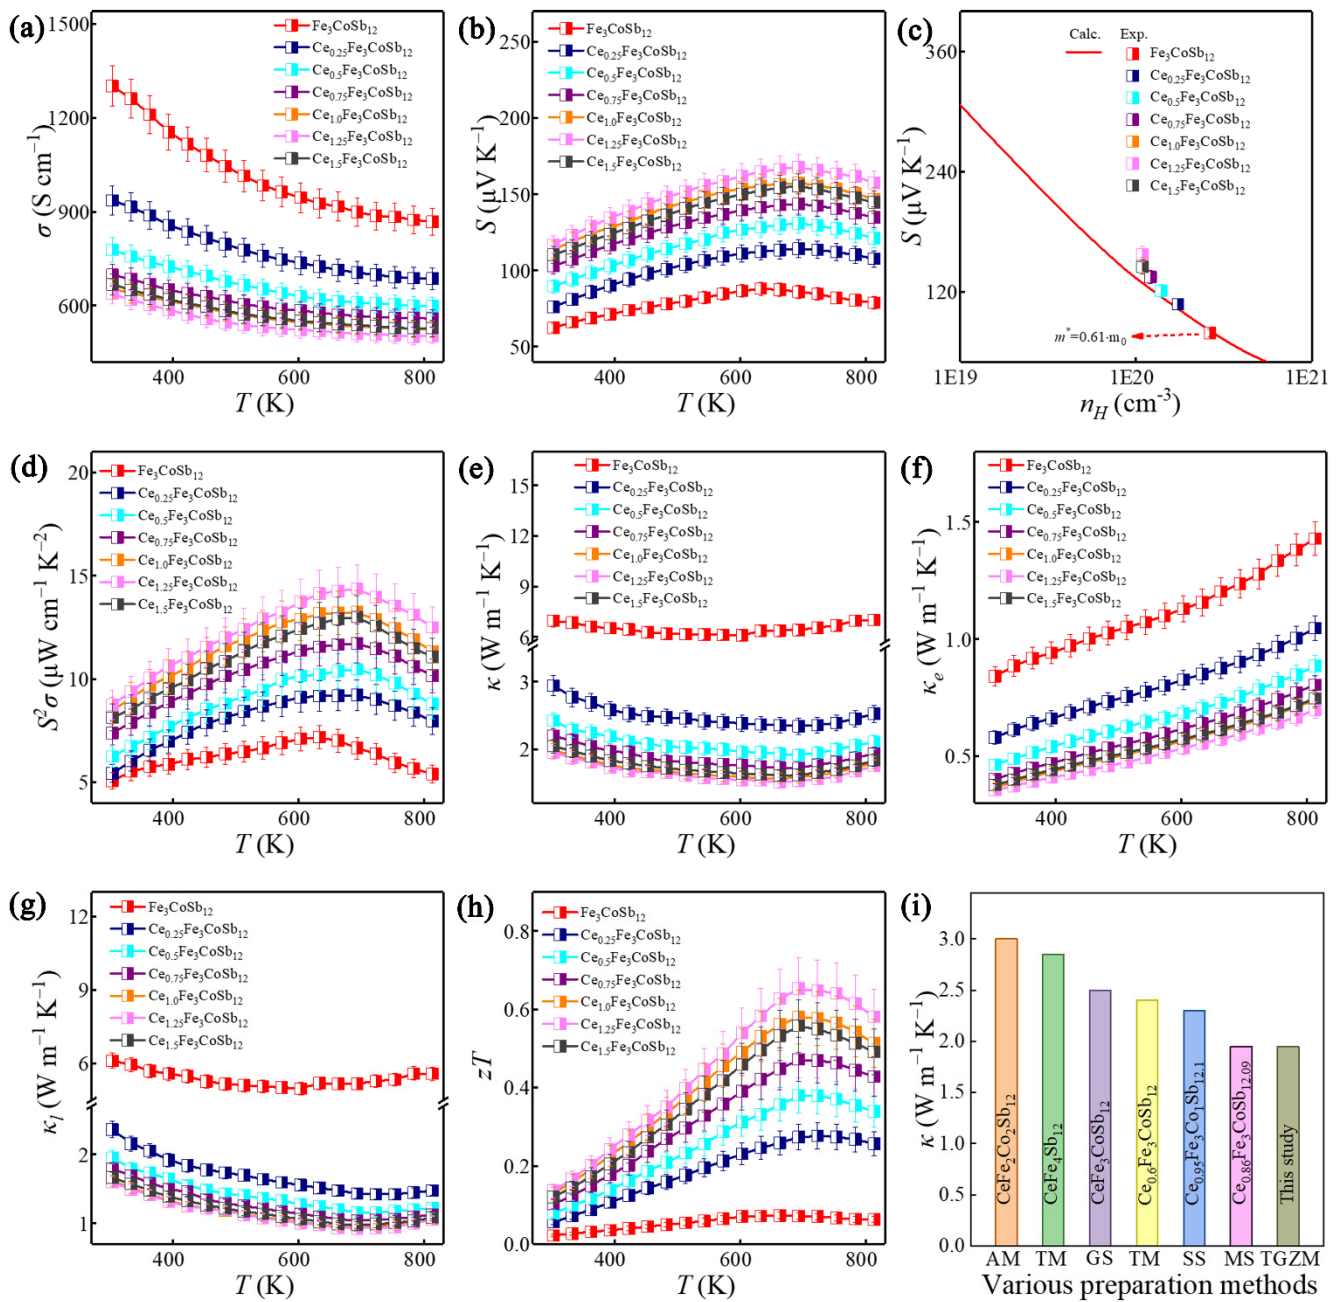 (a)
1500
1200
900
600
σ (S cm⁻¹)
Fe₃CoSb₁₂
Ce₀.₂₅Fe₃CoSb₁₂
Ce₀.₅Fe₃CoSb₁₂
Ce₀.₇₅Fe₃CoSb₁₂
Ce₁.₀Fe₃CoSb₁₂
Ce₁.₂₅Fe₃CoSb₁₂
Ce₁.₅Fe₃CoSb₁₂
400 600 800
T (K)
(b)
250
200
150
100
50
S (μV K⁻¹)
Fe₃CoSb₁₂
Ce₀.₂₅Fe₃CoSb₁₂
Ce₀.₅Fe₃CoSb₁₂
Ce₀.₇₅Fe₃CoSb₁₂
Ce₁.₀Fe₃CoSb₁₂
Ce₁.₂₅Fe₃CoSb₁₂
Ce₁.₅Fe₃CoSb₁₂
400 600 800
T (K)
(c)
360
240
120
S (μV K⁻¹)
Calc. Exp.
Fe₃CoSb₁₂
Ce₀.₂₅Fe₃CoSb₁₂
Ce₀.₅Fe₃CoSb₁₂
Ce₀.₇₅Fe₃CoSb₁₂
Ce₁.₀Fe₃CoSb₁₂
Ce₁.₂₅Fe₃CoSb₁₂
Ce₁.₅Fe₃CoSb₁₂
m*=0.61·m₀
1E19 1E20 1E21
n_H (cm⁻³)
(d)
20
15
10
5
S²σ (μW cm⁻¹ K⁻²)
Fe₃CoSb₁₂
Ce₀.₂₅Fe₃CoSb₁₂
Ce₀.₅Fe₃CoSb₁₂
Ce₀.₇₅Fe₃CoSb₁₂
Ce₁.₀Fe₃CoSb₁₂
Ce₁.₂₅Fe₃CoSb₁₂
Ce₁.₅Fe₃CoSb₁₂
400 600 800
T (K)
(e)
15
9
6
3
2
κ (W m⁻¹ K⁻¹)
Fe₃CoSb₁₂
Ce₀.₂₅Fe₃CoSb₁₂
Ce₀.₅Fe₃CoSb₁₂
Ce₀.₇₅Fe₃CoSb₁₂
Ce₁.₀Fe₃CoSb₁₂
Ce₁.₂₅Fe₃CoSb₁₂
Ce₁.₅Fe₃CoSb₁₂
400 600 800
T (K)
(f)
1.5
1.0
0.5
κₑ (W m⁻¹ K⁻¹)
Fe₃CoSb₁₂
Ce₀.₂₅Fe₃CoSb₁₂
Ce₀.₅Fe₃CoSb₁₂
Ce₀.₇₅Fe₃CoSb₁₂
Ce₁.₀Fe₃CoSb₁₂
Ce₁.₂₅Fe₃CoSb₁₂
Ce₁.₅Fe₃CoSb₁₂
400 600 800
T (K)
(g)
12
9
6
2
1
κₗ (W m⁻¹ K⁻¹)
Fe₃CoSb₁₂
Ce₀.₂₅Fe₃CoSb₁₂
Ce₀.₅Fe₃CoSb₁₂
Ce₀.₇₅Fe₃CoSb₁₂
Ce₁.₀Fe₃CoSb₁₂
Ce₁.₂₅Fe₃CoSb₁₂
Ce₁.₅Fe₃CoSb₁₂
400 600 800
T (K)
(h)
0.8
0.6
0.4
0.2
0.0
zT
Fe₃CoSb₁₂
Ce₀.₂₅Fe₃CoSb₁₂
Ce₀.₅Fe₃CoSb₁₂
Ce₀.₇₅Fe₃CoSb₁₂
Ce₁.₀Fe₃CoSb₁₂
Ce₁.₂₅Fe₃CoSb₁₂
Ce₁.₅Fe₃CoSb₁₂
400 600 800
T (K)
(i)
3.0
2.5
2.0
1.5
1.0
0.5
0.0
κ (W m⁻¹ K⁻¹)
CeFe₂Co₂Sb₁₂
CeFe₄Sb₁₂
CeFe₃CoSb₁₂
Ce₀.₆Fe₃CoSb₁₂
Ce₀.₉₅Fe₃Co₁Sb₁₂.₁
Ce₀.₈₆Fe₃CoSb₁₂.₀₉
This study
AM TM GS TM SS MS TGZM
Various preparation methods